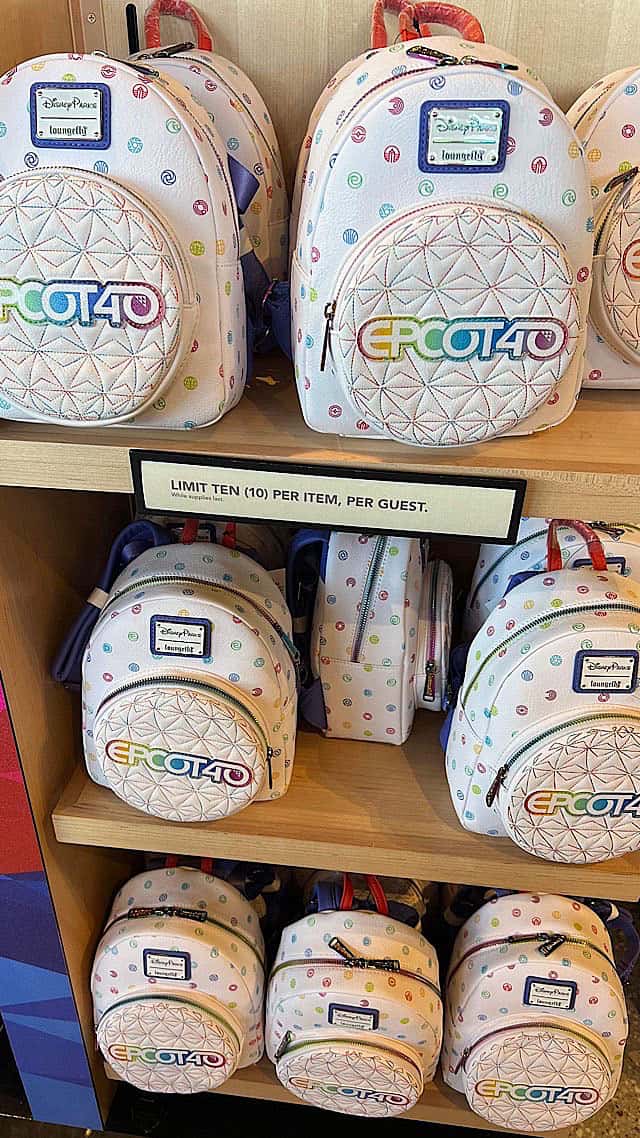 Disney Parks
Loungefly
Disney Parks
Loungefly
EPCOT40
EPCOT40
LIMIT TEN (10) PER ITEM, PER GUEST.
While supplies last.
Disney Parks
Loungefly
Disney Parks
Loungefly
EPCOT40
EPCOT40
Disney Parks
Loungefly
Disney Parks
Loungefly
Disney Parks
Loungefly
EPCOT40
EPCOT40
EPCOT40